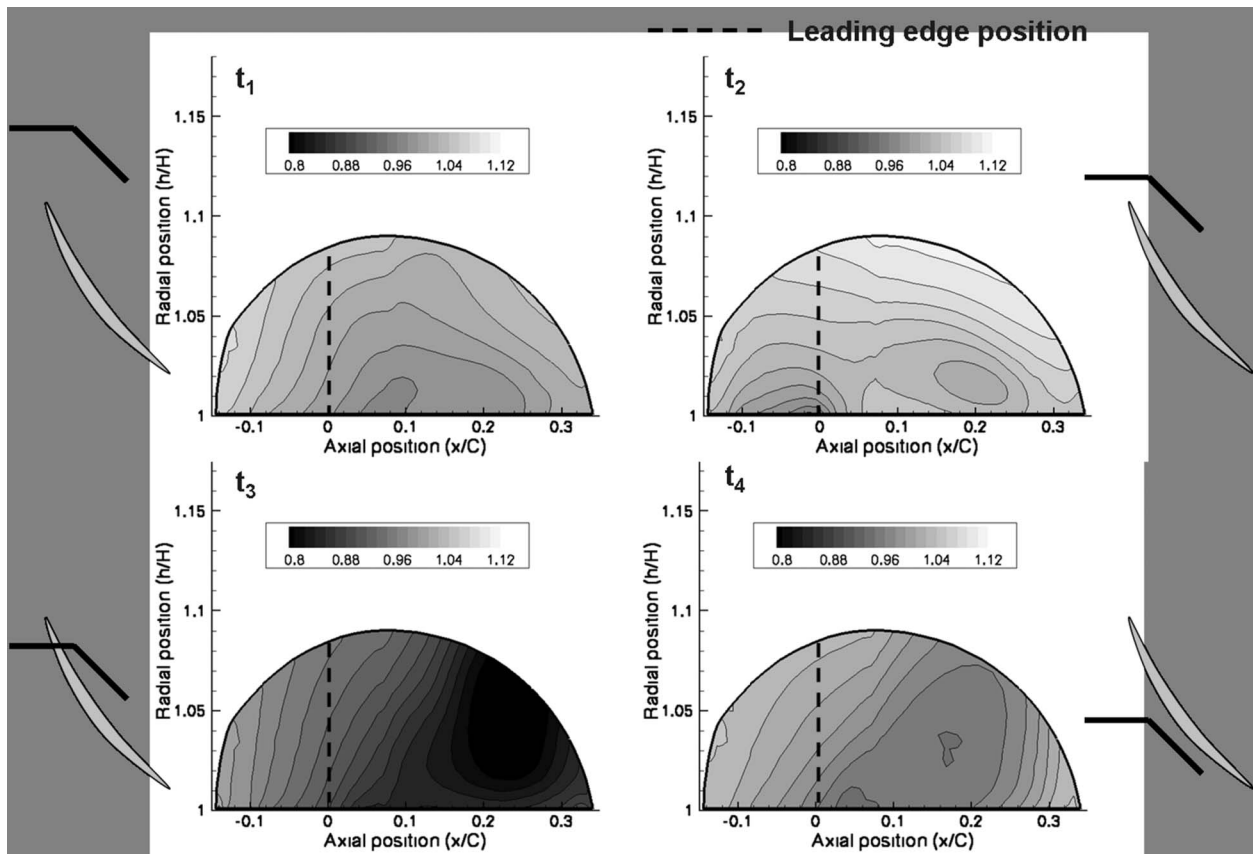 Leading edge position
t₁
t₂
0.8 0.88 0.96 1.04 1.12
0.8 0.88 0.96 1.04 1.12
Radial position (h/H)
1.15
1.1
1.05
1
Radial position (h/H)
1.15
1.1
1.05
1
-0.1 0 0.1 0.2 0.3
-0.1 0 0.1 0.2 0.3
Axial position (x/C)
Axial position (x/C)
t₃
t₄
0.8 0.88 0.96 1.04 1.12
0.8 0.88 0.96 1.04 1.12
Radial position (h/H)
1.15
1.1
1.05
1
Radial position (h/H)
1.15
1.1
1.05
1
-0.1 0 0.1 0.2 0.3
-0.1 0 0.1 0.2 0.3
Axial position (x/C)
Axial position (x/C)